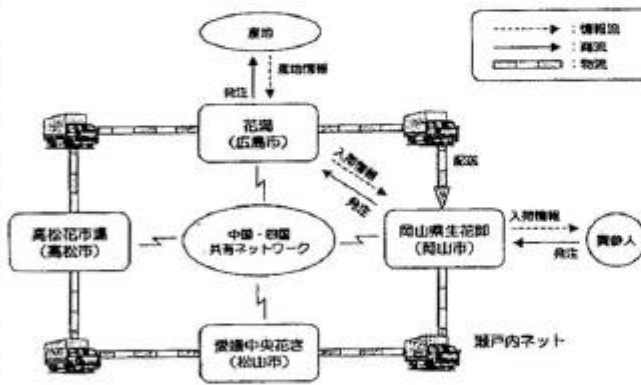 産地
発注
産地情報
：情報流
：商流
：物流
花満
(広島市)
入荷情報
発注
配送
高松花市場
(高松市)
中国・四国
共有ネットワーク
岡山県生花卸
(岡山市)
入荷情報
発注
買参人
愛媛中央花き
(松山市)
瀬戸内ネット